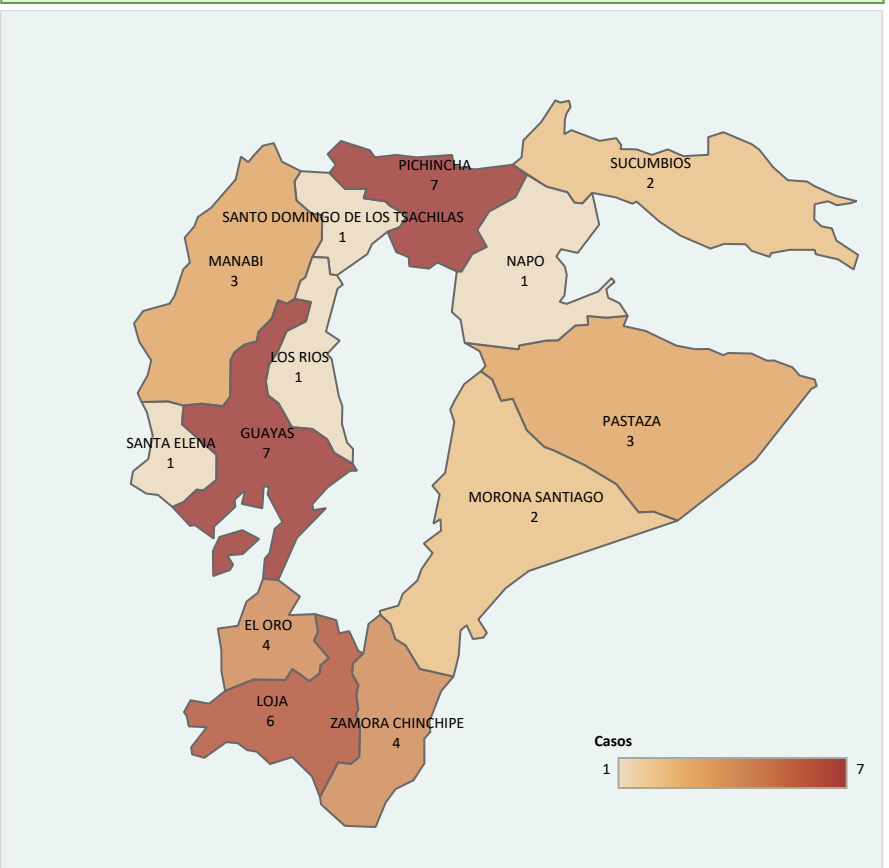 PICHINCHA
7
SUCUMBIOS
2
SANTO DOMINGO DE LOS TSACHILAS
1
MANABI
3
NAPO
1
LOS RIOS
1
PASTAZA
3
SANTA ELENA
1
GUAYAS
7
MORONA SANTIAGO
2
EL ORO
4
LOJA
6
ZAMORA CHINCHIPE
4
Casos
1 7